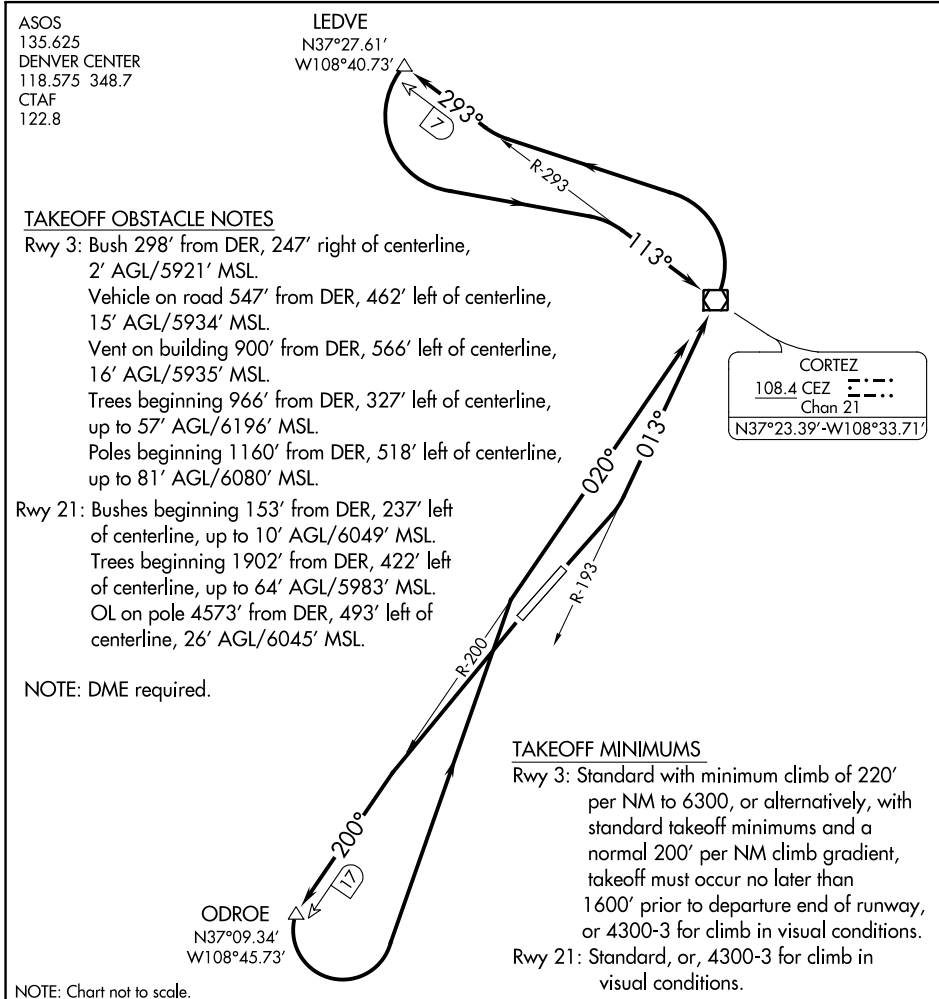 ASOS
135.625
DENVER CENTER
118.575 348.7
CTAF
122.8
LEDVE
N37°27.61'
W108°40.73'
7
293°
R-293
113°
TAKEOFF OBSTACLE NOTES
Rwy 3: Bush 298' from DER, 247' right of centerline,
2' AGL/5921' MSL.
Vehicle on road 547' from DER, 462' left of centerline,
15' AGL/5934' MSL.
Vent on building 900' from DER, 566' left of centerline,
16' AGL/5935' MSL.
Trees beginning 966' from DER, 327' left of centerline,
up to 57' AGL/6196' MSL.
Poles beginning 1160' from DER, 518' left of centerline,
up to 81' AGL/6080' MSL.
Rwy 21: Bushes beginning 153' from DER, 237' left
of centerline, up to 10' AGL/6049' MSL.
Trees beginning 1902' from DER, 422' left
of centerline, up to 64' AGL/5983' MSL.
OL on pole 4573' from DER, 493' left of
centerline, 26' AGL/6045' MSL.
NOTE: DME required.
CORTEZ
108.4 CEZ
Chan 21
N37°23.39'-W108°33.71'
020°
013°
R-193
R-200
200°
17
ODROE
N37°09.34'
W108°45.73'
TAKEOFF MINIMUMS
Rwy 3: Standard with minimum climb of 220'
per NM to 6300, or alternatively, with
standard takeoff minimums and a
normal 200' per NM climb gradient,
takeoff must occur no later than
1600' prior to departure end of runway,
or 4300-3 for climb in visual conditions.
Rwy 21: Standard, or, 4300-3 for climb in
visual conditions.
NOTE: Chart not to scale.